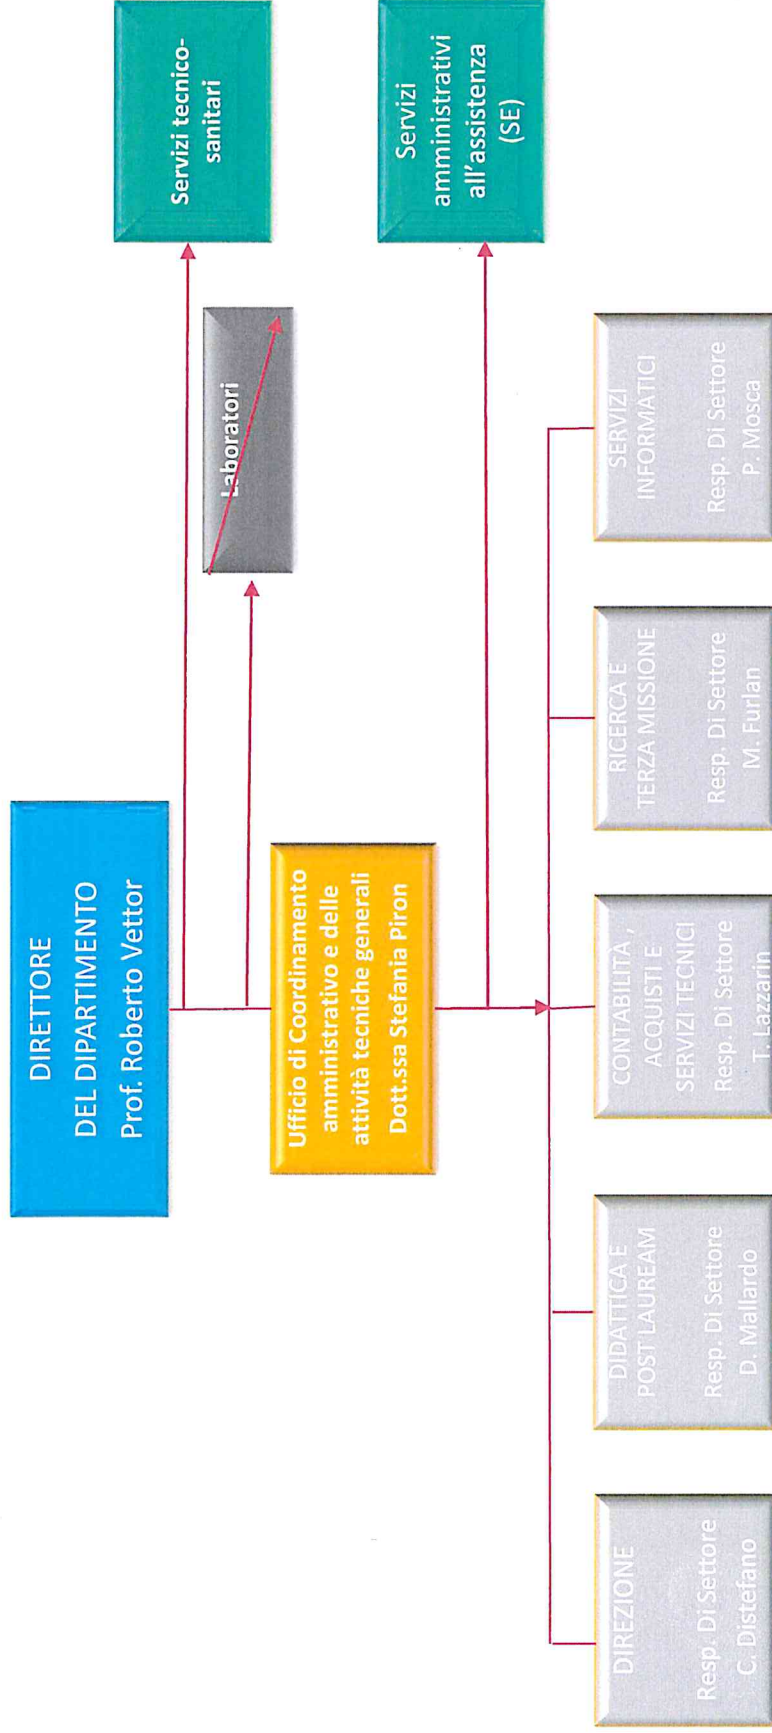 DIRETTORE
DEL DIPARTIMENTO
Prof. Roberto Vettor
Servizi tecnico-
sanitari
Laboratori
Ufficio di Coordinamento
amministrativo e delle
attività tecniche generali
Dott.ssa Stefania Piron
Servizi
amministrativi
all'assistenza
(SE)
DIREZIONE
Resp. Di Settore
C. Distefano
DIDATTICA E
POST LAUREAM
Resp. Di Settore
D. Mallardo
CONTABILITÀ ,
ACQUISTI E
SERVIZI TECNICI
Resp. Di Settore
T. Lazzarin
RICERCA E
TERZA MISSIONE
Resp. Di Settore
M. Furlan
SERVIZI
INFORMATICI
Resp. Di Settore
P. Mosca